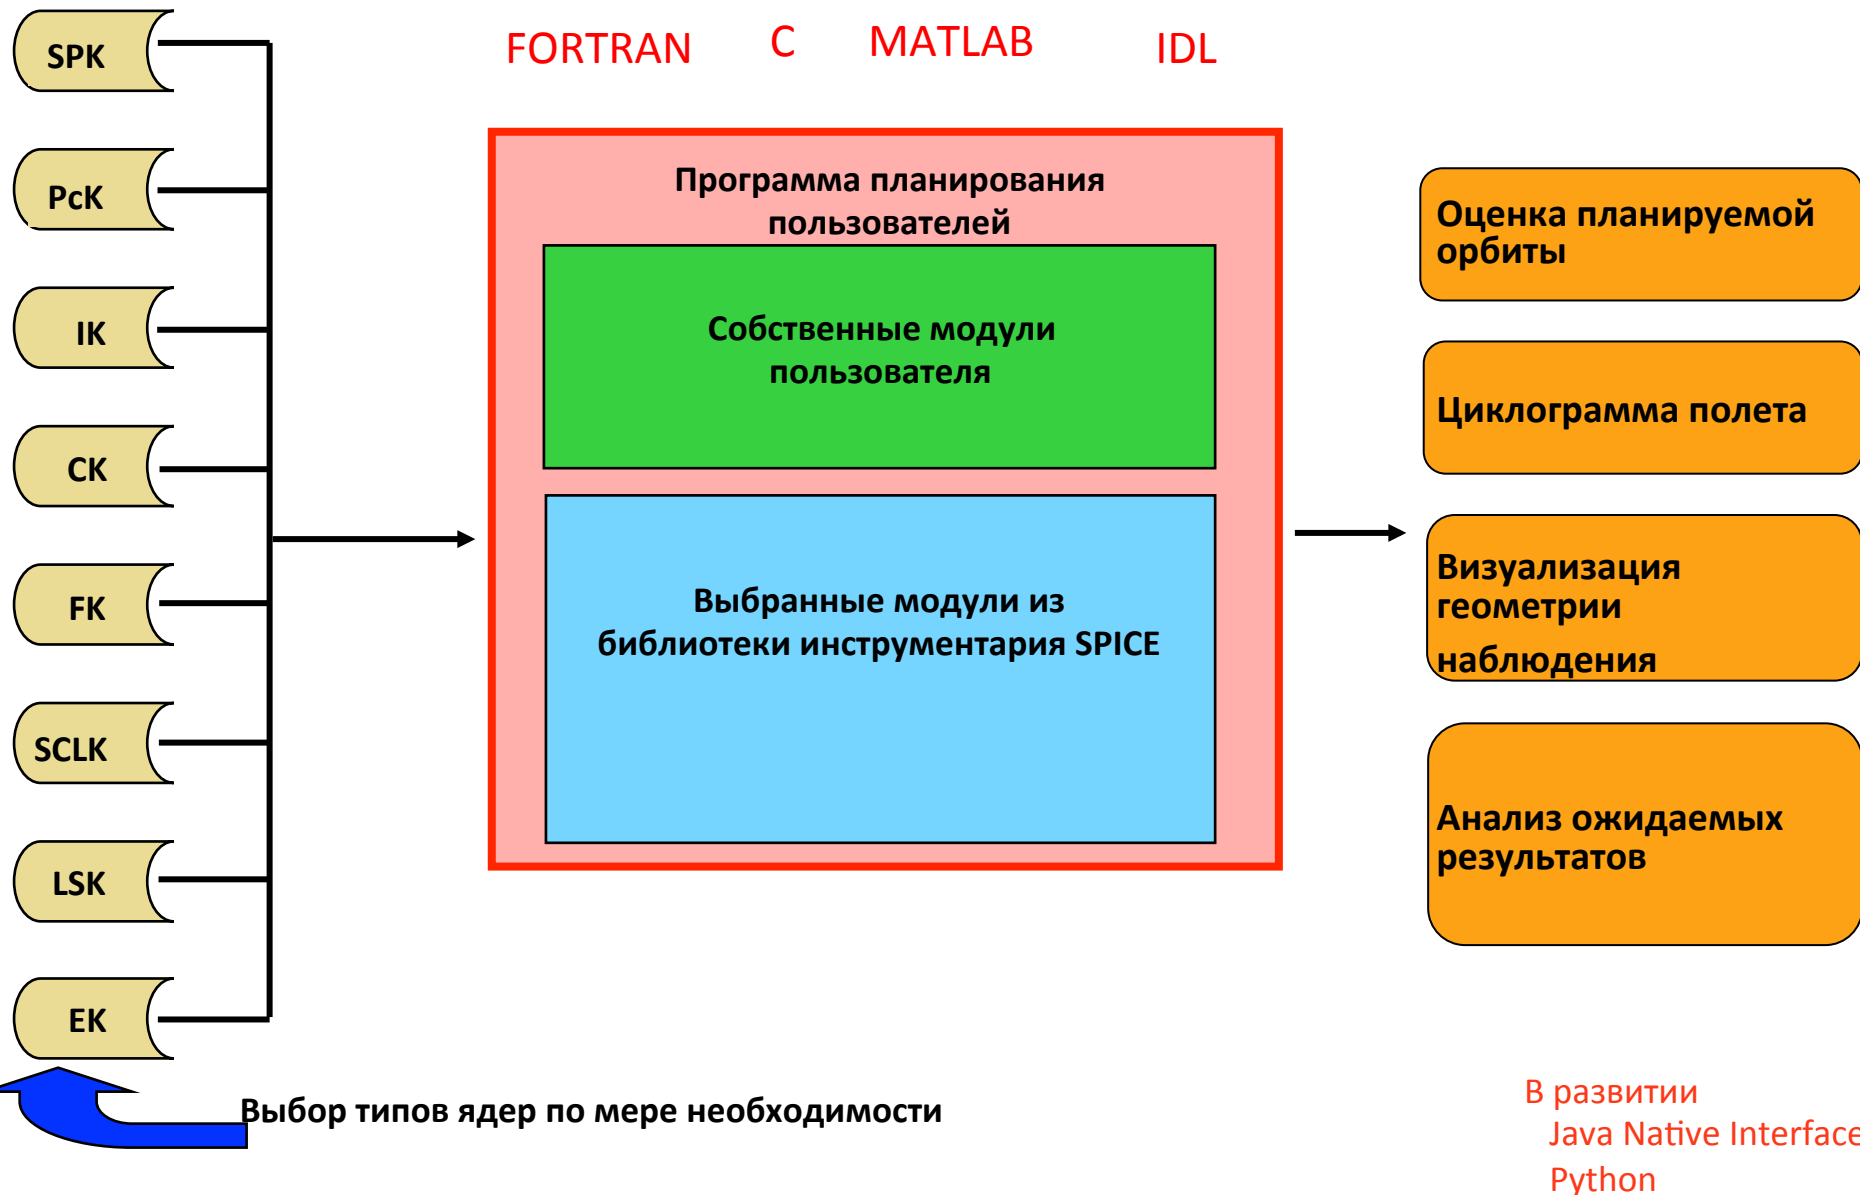 SPK
PcK
IK
CK
FK
SCLK
LSK
EK
FORTRAN C MATLAB IDL
Программа планирования
пользователей
Собственные модули
пользователя
Выбранные модули из
библиотеки инструментария SPICE
Оценка планируемой
орбиты
Циклограмма полета
Визуализация
геометрии
наблюдения
Анализ ожидаемых
результатов
Выбор типов ядер по мере необходимости
В развитии
Java Native Interface
Python